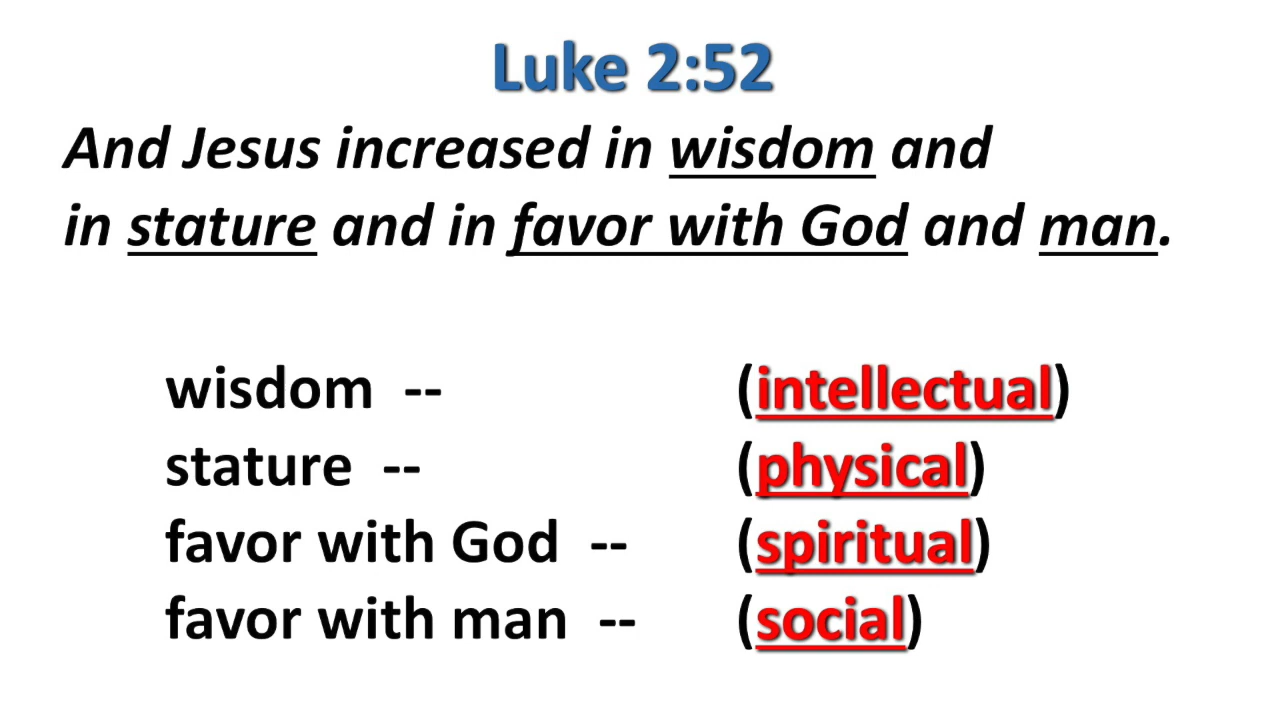 Luke 2:52
And Jesus increased in wisdom and
in stature and in favor with God and man.
wisdom -- (intellectual)
stature -- (physical)
favor with God -- (spiritual)
favor with man -- (social)